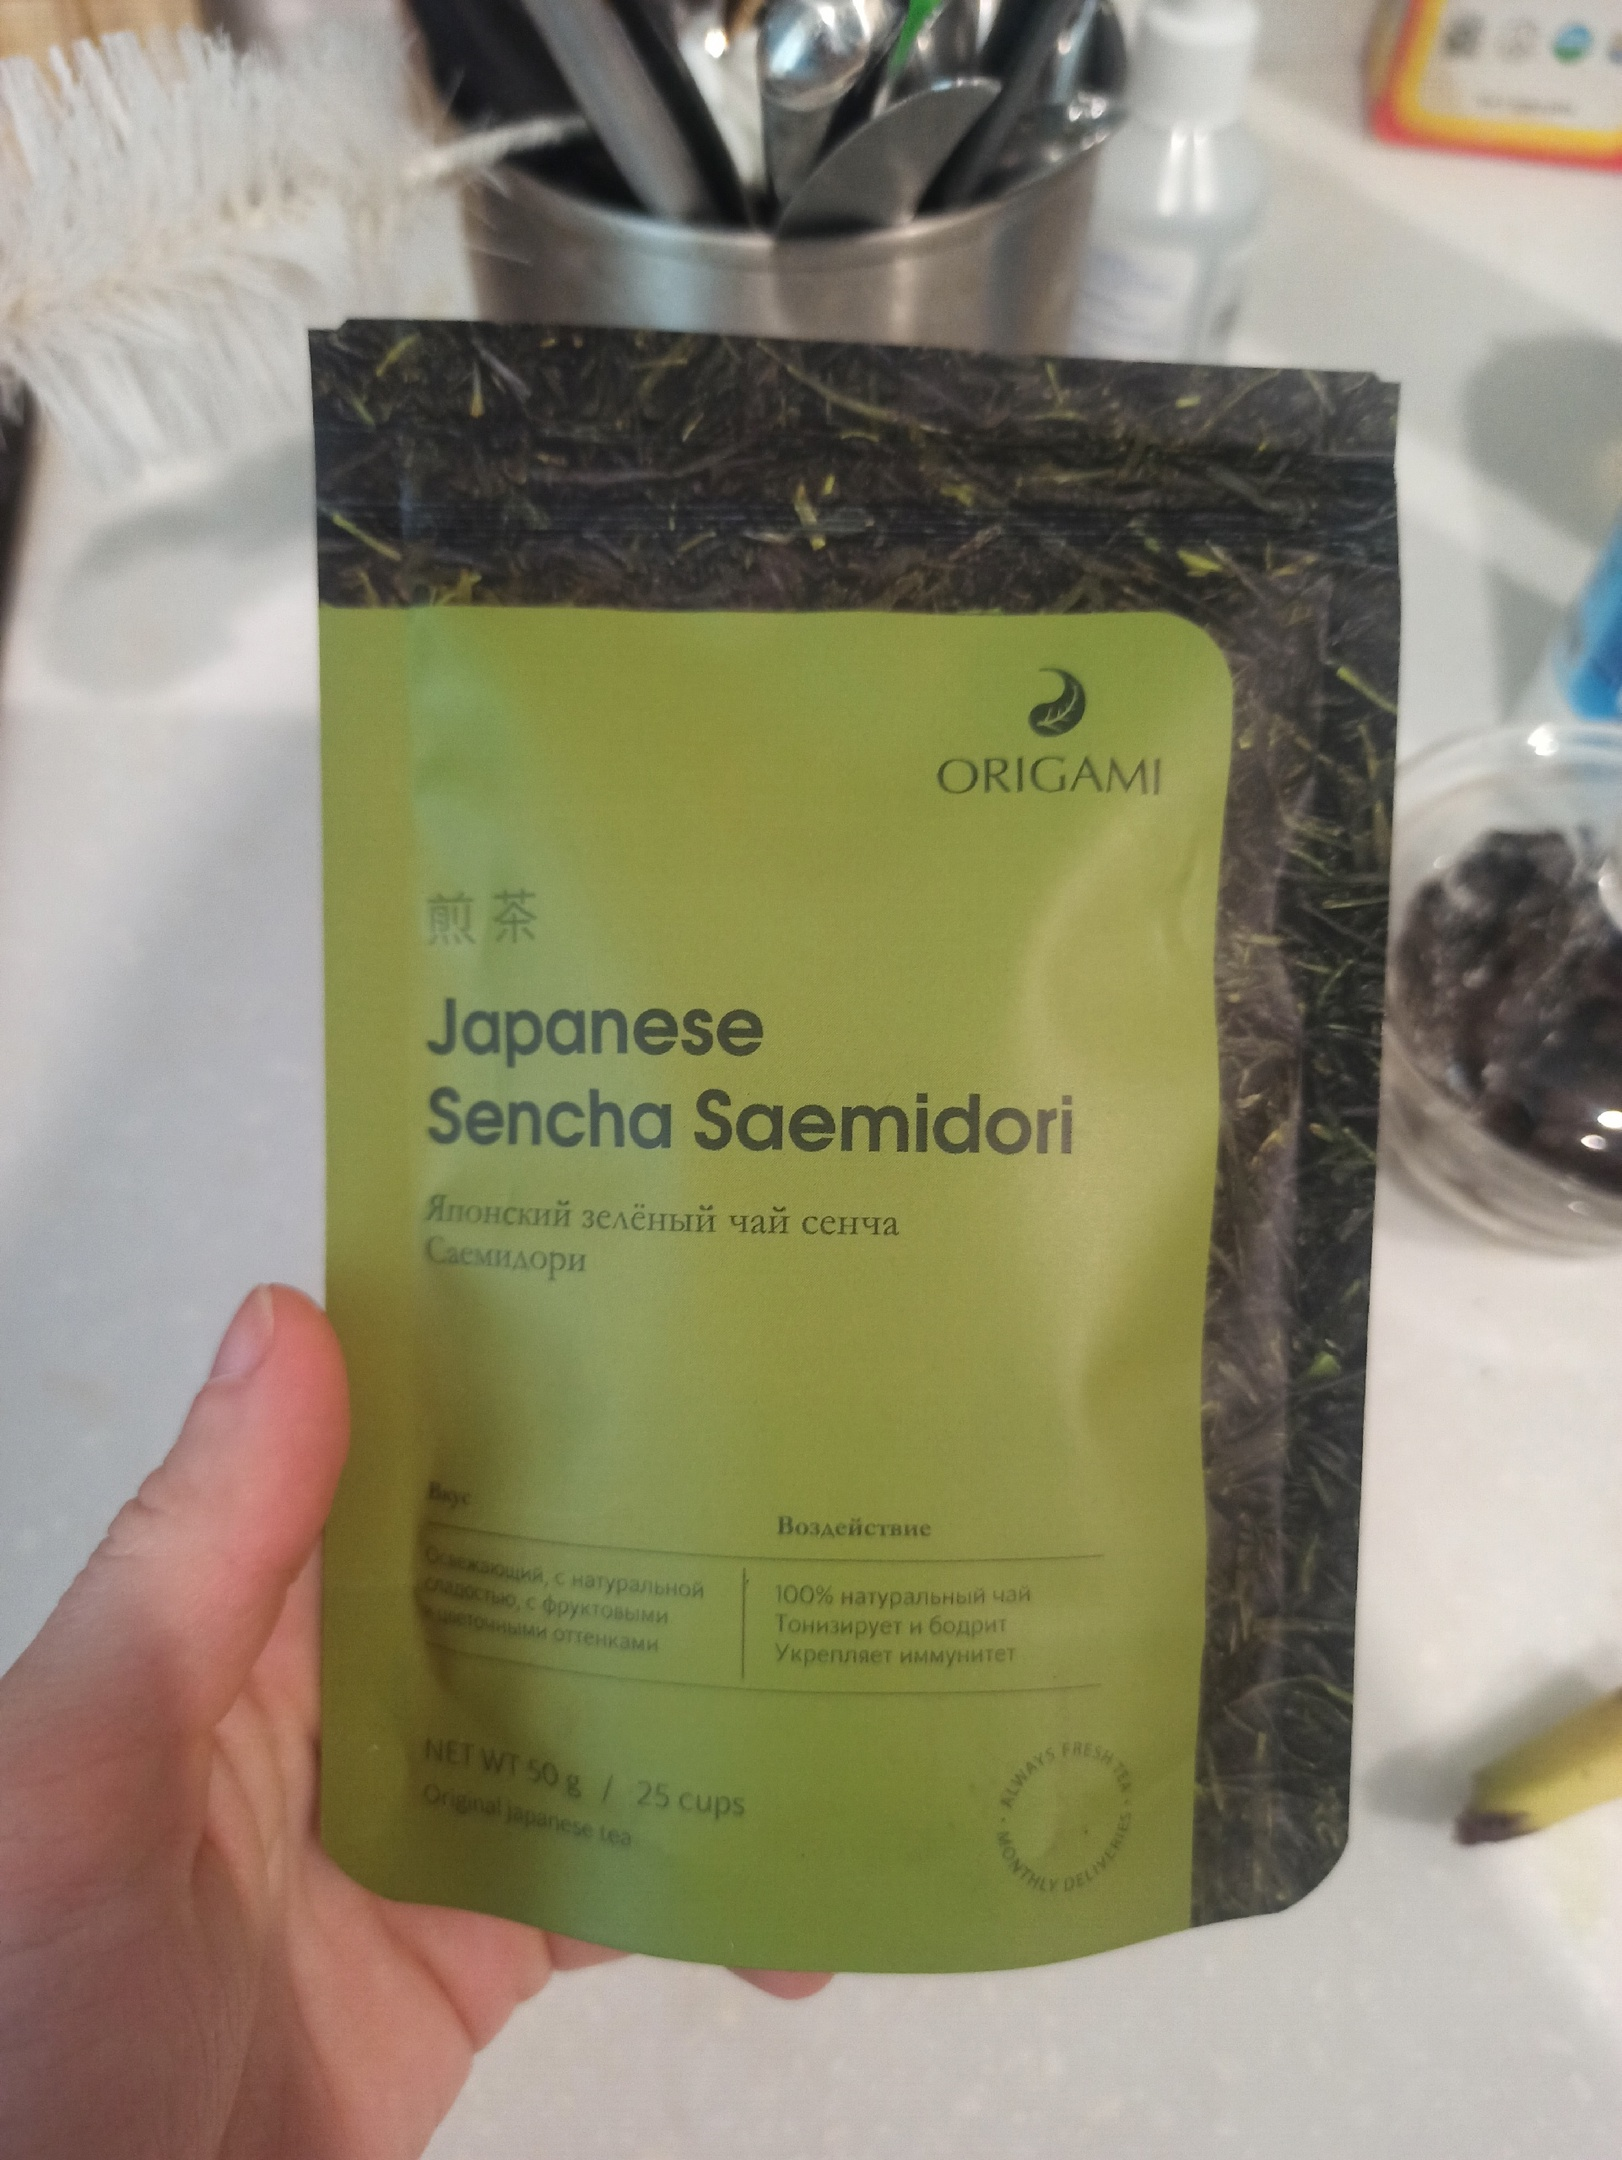 ORIGAMI
煎茶
Japanese
Sencha Saemidori
Японский зелёный чай сенча
Саемидори
Вкус
Освежающий, с натуральной
сладостью, с фруктовыми
и цветочными оттенками
Воздействие
100% натуральный чай
Тонизирует и бодрит
Укрепляет иммунитет
NET WT 50 g / 25 cups
Original japanese tea
ALWAYS FRESH TEA • MONTHLY DELIVERIES •